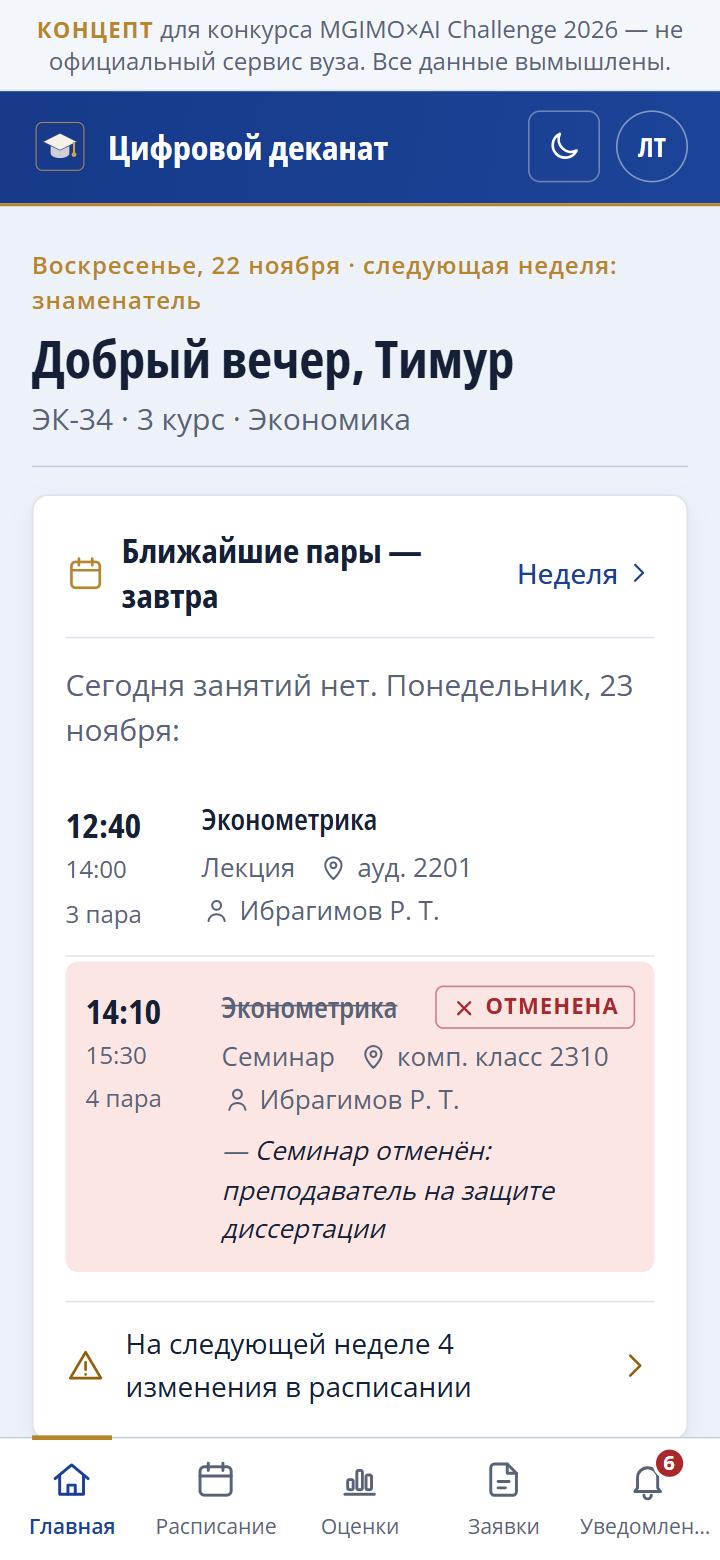 КОНЦЕПТ для конкурса MGIMO×AI Challenge 2026 — не
официальный сервис вуза. Все данные вымышлены.
Цифровой деканат
ЛТ
Воскресенье, 22 ноября · следующая неделя:
знаменатель
Добрый вечер, Тимур
ЭК-34 · 3 курс · Экономика
Ближайшие пары —
завтра
Неделя
Сегодня занятий нет. Понедельник, 23
ноября:
12:40 Эконометрика
14:00 Лекция ауд. 2201
3 пара Ибрагимов Р. Т.
14:10 Эконометрика ОТМЕНЕНА
15:30 Семинар комп. класс 2310
4 пара Ибрагимов Р. Т.
— Семинар отменён:
преподаватель на защите
диссертации
На следующей неделе 4
изменения в расписании
6
Главная Расписание Оценки Заявки Уведомлен...